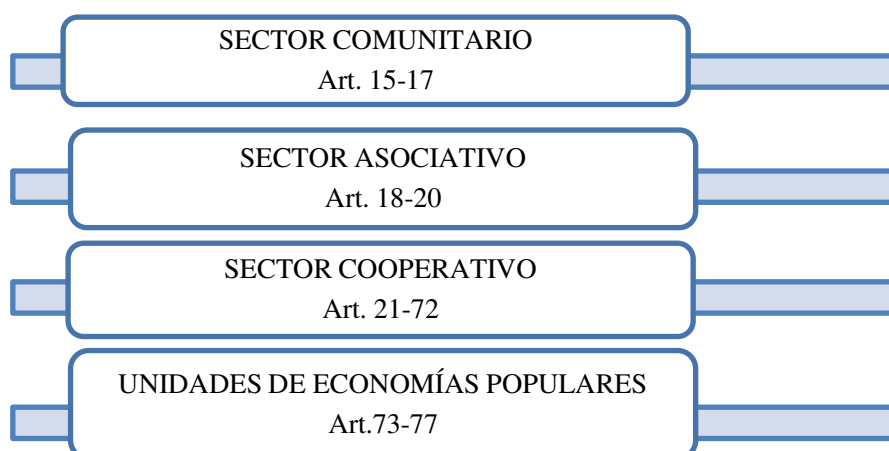 SECTOR COMUNITARIO
Art. 15-17
SECTOR ASOCIATIVO
Art. 18-20
SECTOR COOPERATIVO
Art. 21-72
UNIDADES DE ECONOMÍAS POPULARES
Art.73-77